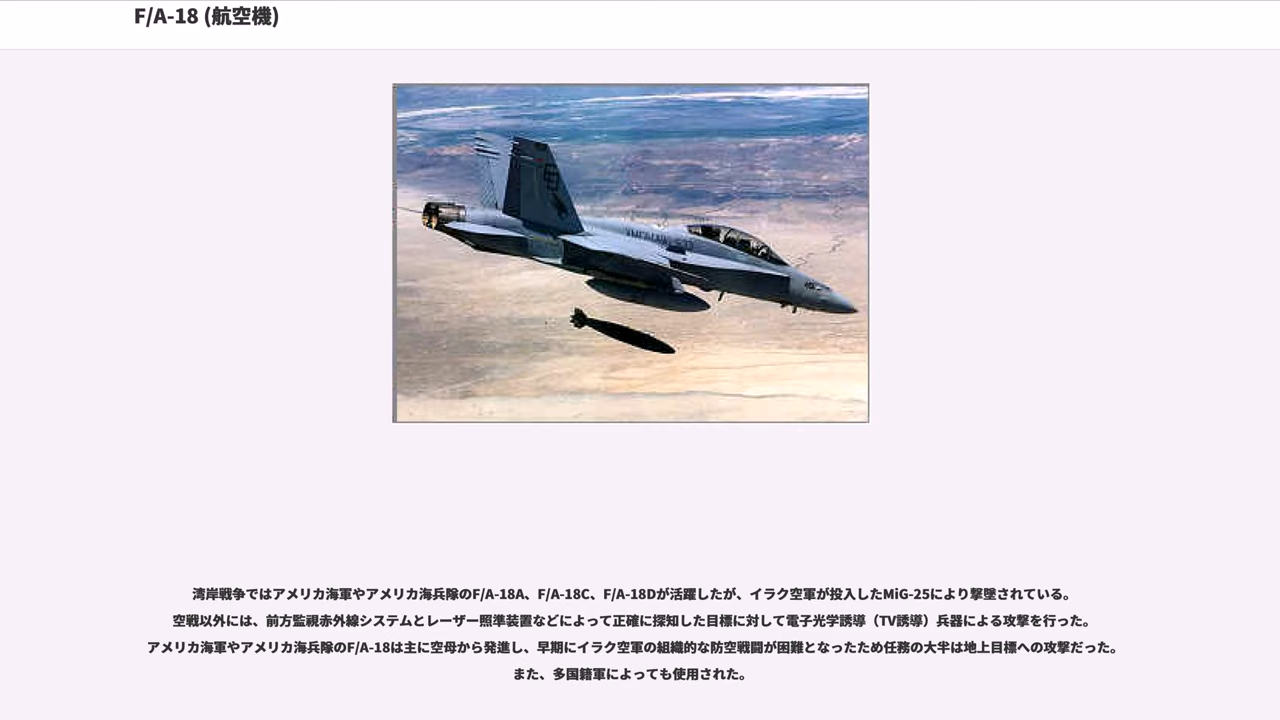 F/A-18 (航空機)
湾岸戦争ではアメリカ海軍やアメリカ海兵隊のF/A-18A、F/A-18C、F/A-18Dが活躍したが、イラク空軍が投入したMiG-25により撃墜されている。
空戦以外には、前方監視赤外線システムとレーザー照準装置などによって正確に探知した目標に対して電子光学誘導（TV誘導）兵器による攻撃を行った。
アメリカ海軍やアメリカ海兵隊のF/A-18は主に空母から発進し、早期にイラク空軍の組織的な防空戦闘が困難となったため任務の大半は地上目標への攻撃だった。
また、多国籍軍によっても使用された。